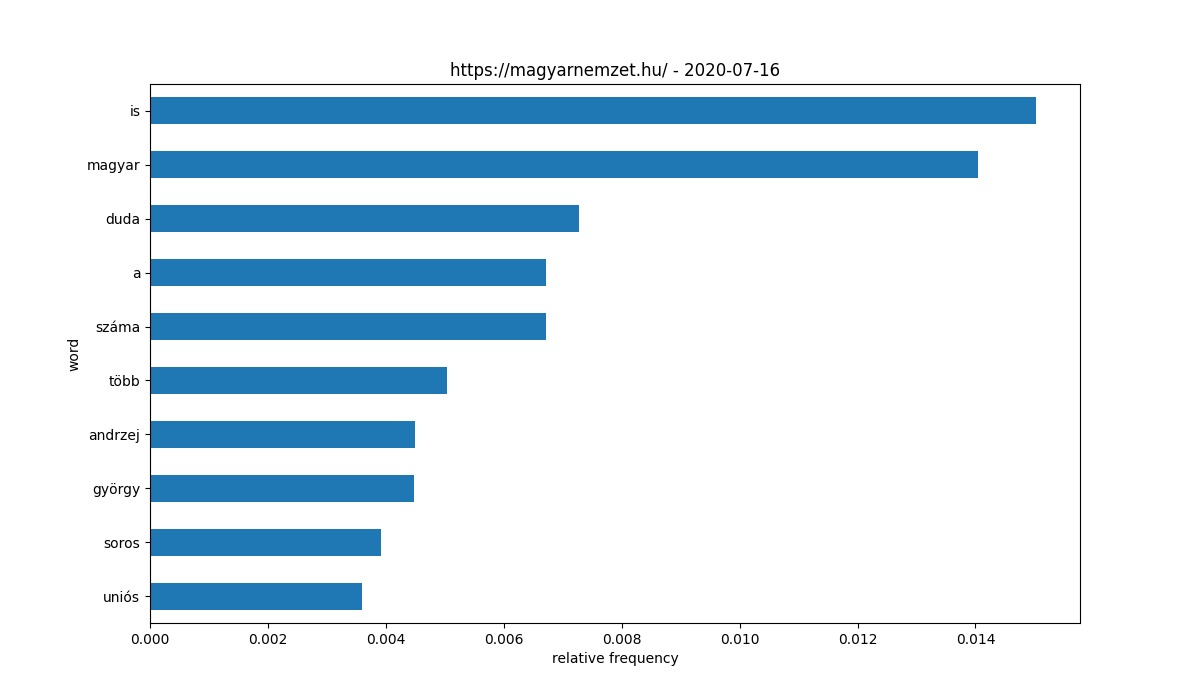 https://magyarnemzet.hu/ - 2020-07-16
is
magyar
duda
a
száma
több
andrzej
györgy
soros
uniós
word
0.000 0.002 0.004 0.006 0.008 0.010 0.012 0.014
relative frequency